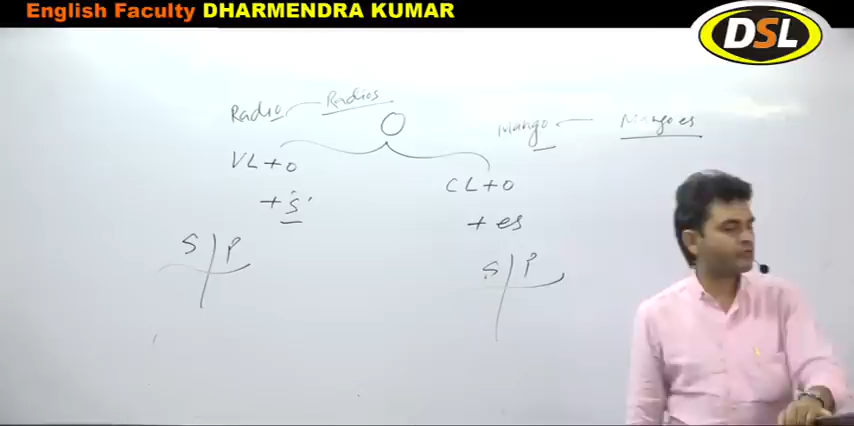 English Faculty DHARMENDRA KUMAR
DSL
Radio — Radios
O
Mango — Mangoes
VL + o
+ 's'
CL + o
+ es
S | P
S | P